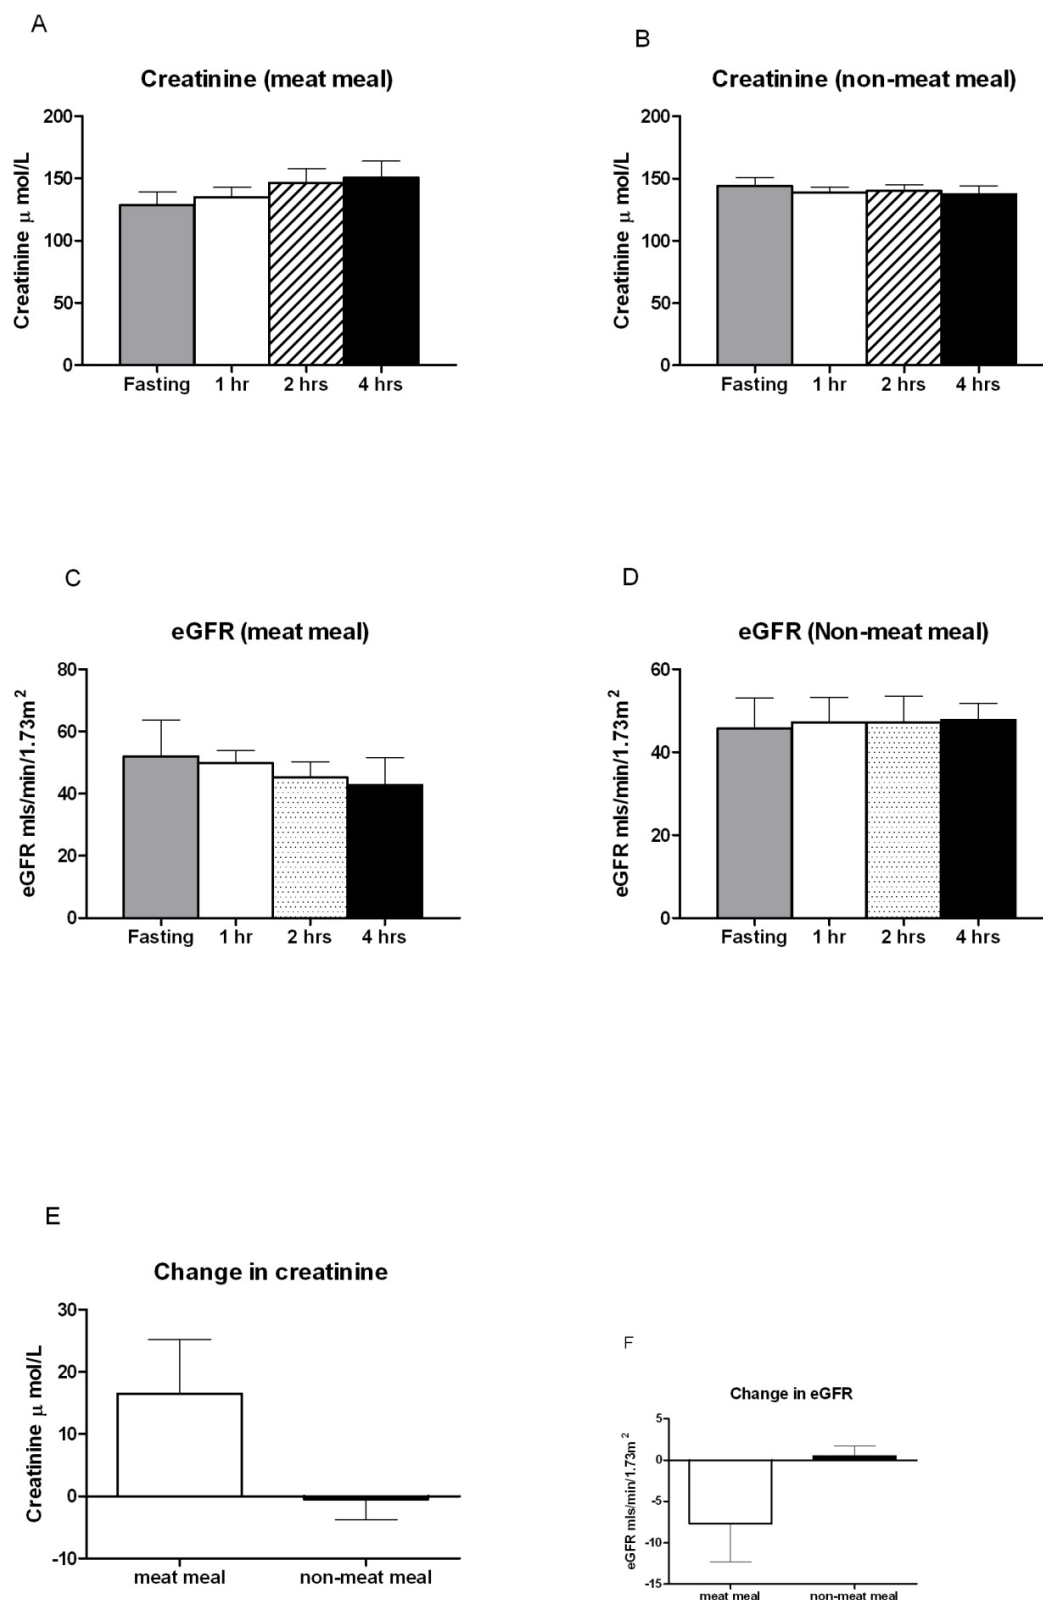 A
Creatinine (meat meal)
Creatinine μ mol/L
200
150
100
50
0
Fasting 1 hr 2 hrs 4 hrs
B
Creatinine (non-meat meal)
Creatinine μ mol/L
200
150
100
50
0
Fasting 1 hr 2 hrs 4 hrs
C
eGFR (meat meal)
eGFR mls/min/1.73m²
80
60
40
20
0
Fasting 1 hr 2 hrs 4 hrs
D
eGFR (Non-meat meal)
eGFR mls/min/1.73m²
60
40
20
0
Fasting 1 hr 2 hrs 4 hrs
E
Change in creatinine
Creatinine μ mol/L
30
20
10
0
-10
meat meal non-meat meal
F
Change in eGFR
eGFR mls/min/1.73m²
5
0
-5
-10
-15
meat meal non-meat meal